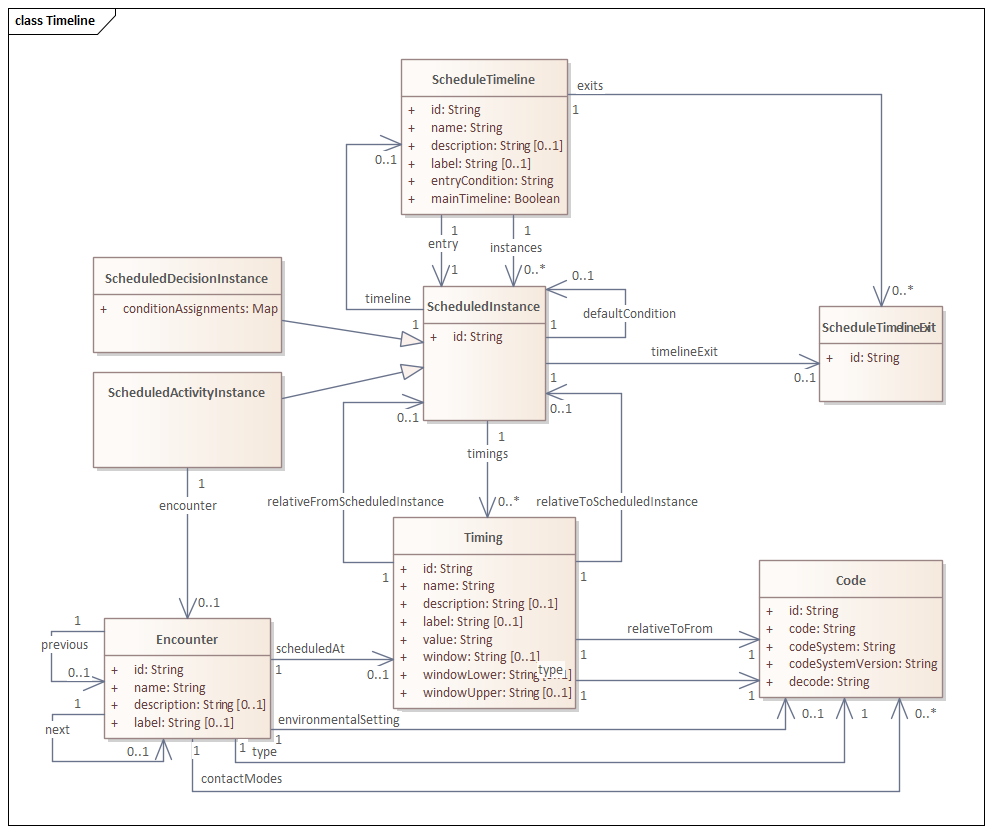 class Timeline
ScheduleTimeline
+ id: String
+ name: String
+ description: String [0..1]
+ label: String [0..1]
+ entryCondition: String
+ mainTimeline: Boolean
exits
1
0..*
0..1
timeline
1
1
entry
1
1
instances
0..*
ScheduledDecisionInstance
+ conditionAssignments: Map
ScheduledActivityInstance
ScheduledInstance
+ id: String
0..1
defaultCondition
1
timelineExit
1
0..1
ScheduleTimelineExit
+ id: String
0..1
relativeFromScheduledInstance
1
1
timings
0..*
0..1
relativeToScheduledInstance
1
1
encounter
0..1
Timing
+ id: String
+ name: String
+ description: String [0..1]
+ label: String [0..1]
+ value: String
+ window: String [0..1]
+ windowLower: String [0..1]
+ windowUpper: String [0..1]
relativeToFrom
1
1
type
1
1
Code
+ id: String
+ code: String
+ codeSystem: String
+ codeSystemVersion: String
+ decode: String
Encounter
+ id: String
+ name: String
+ description: String [0..1]
+ label: String [0..1]
1
previous
0..1
1
next
0..1
scheduledAt
1
0..1
environmentalSetting
1
0..1
1
type
1
1
contactModes
0..*